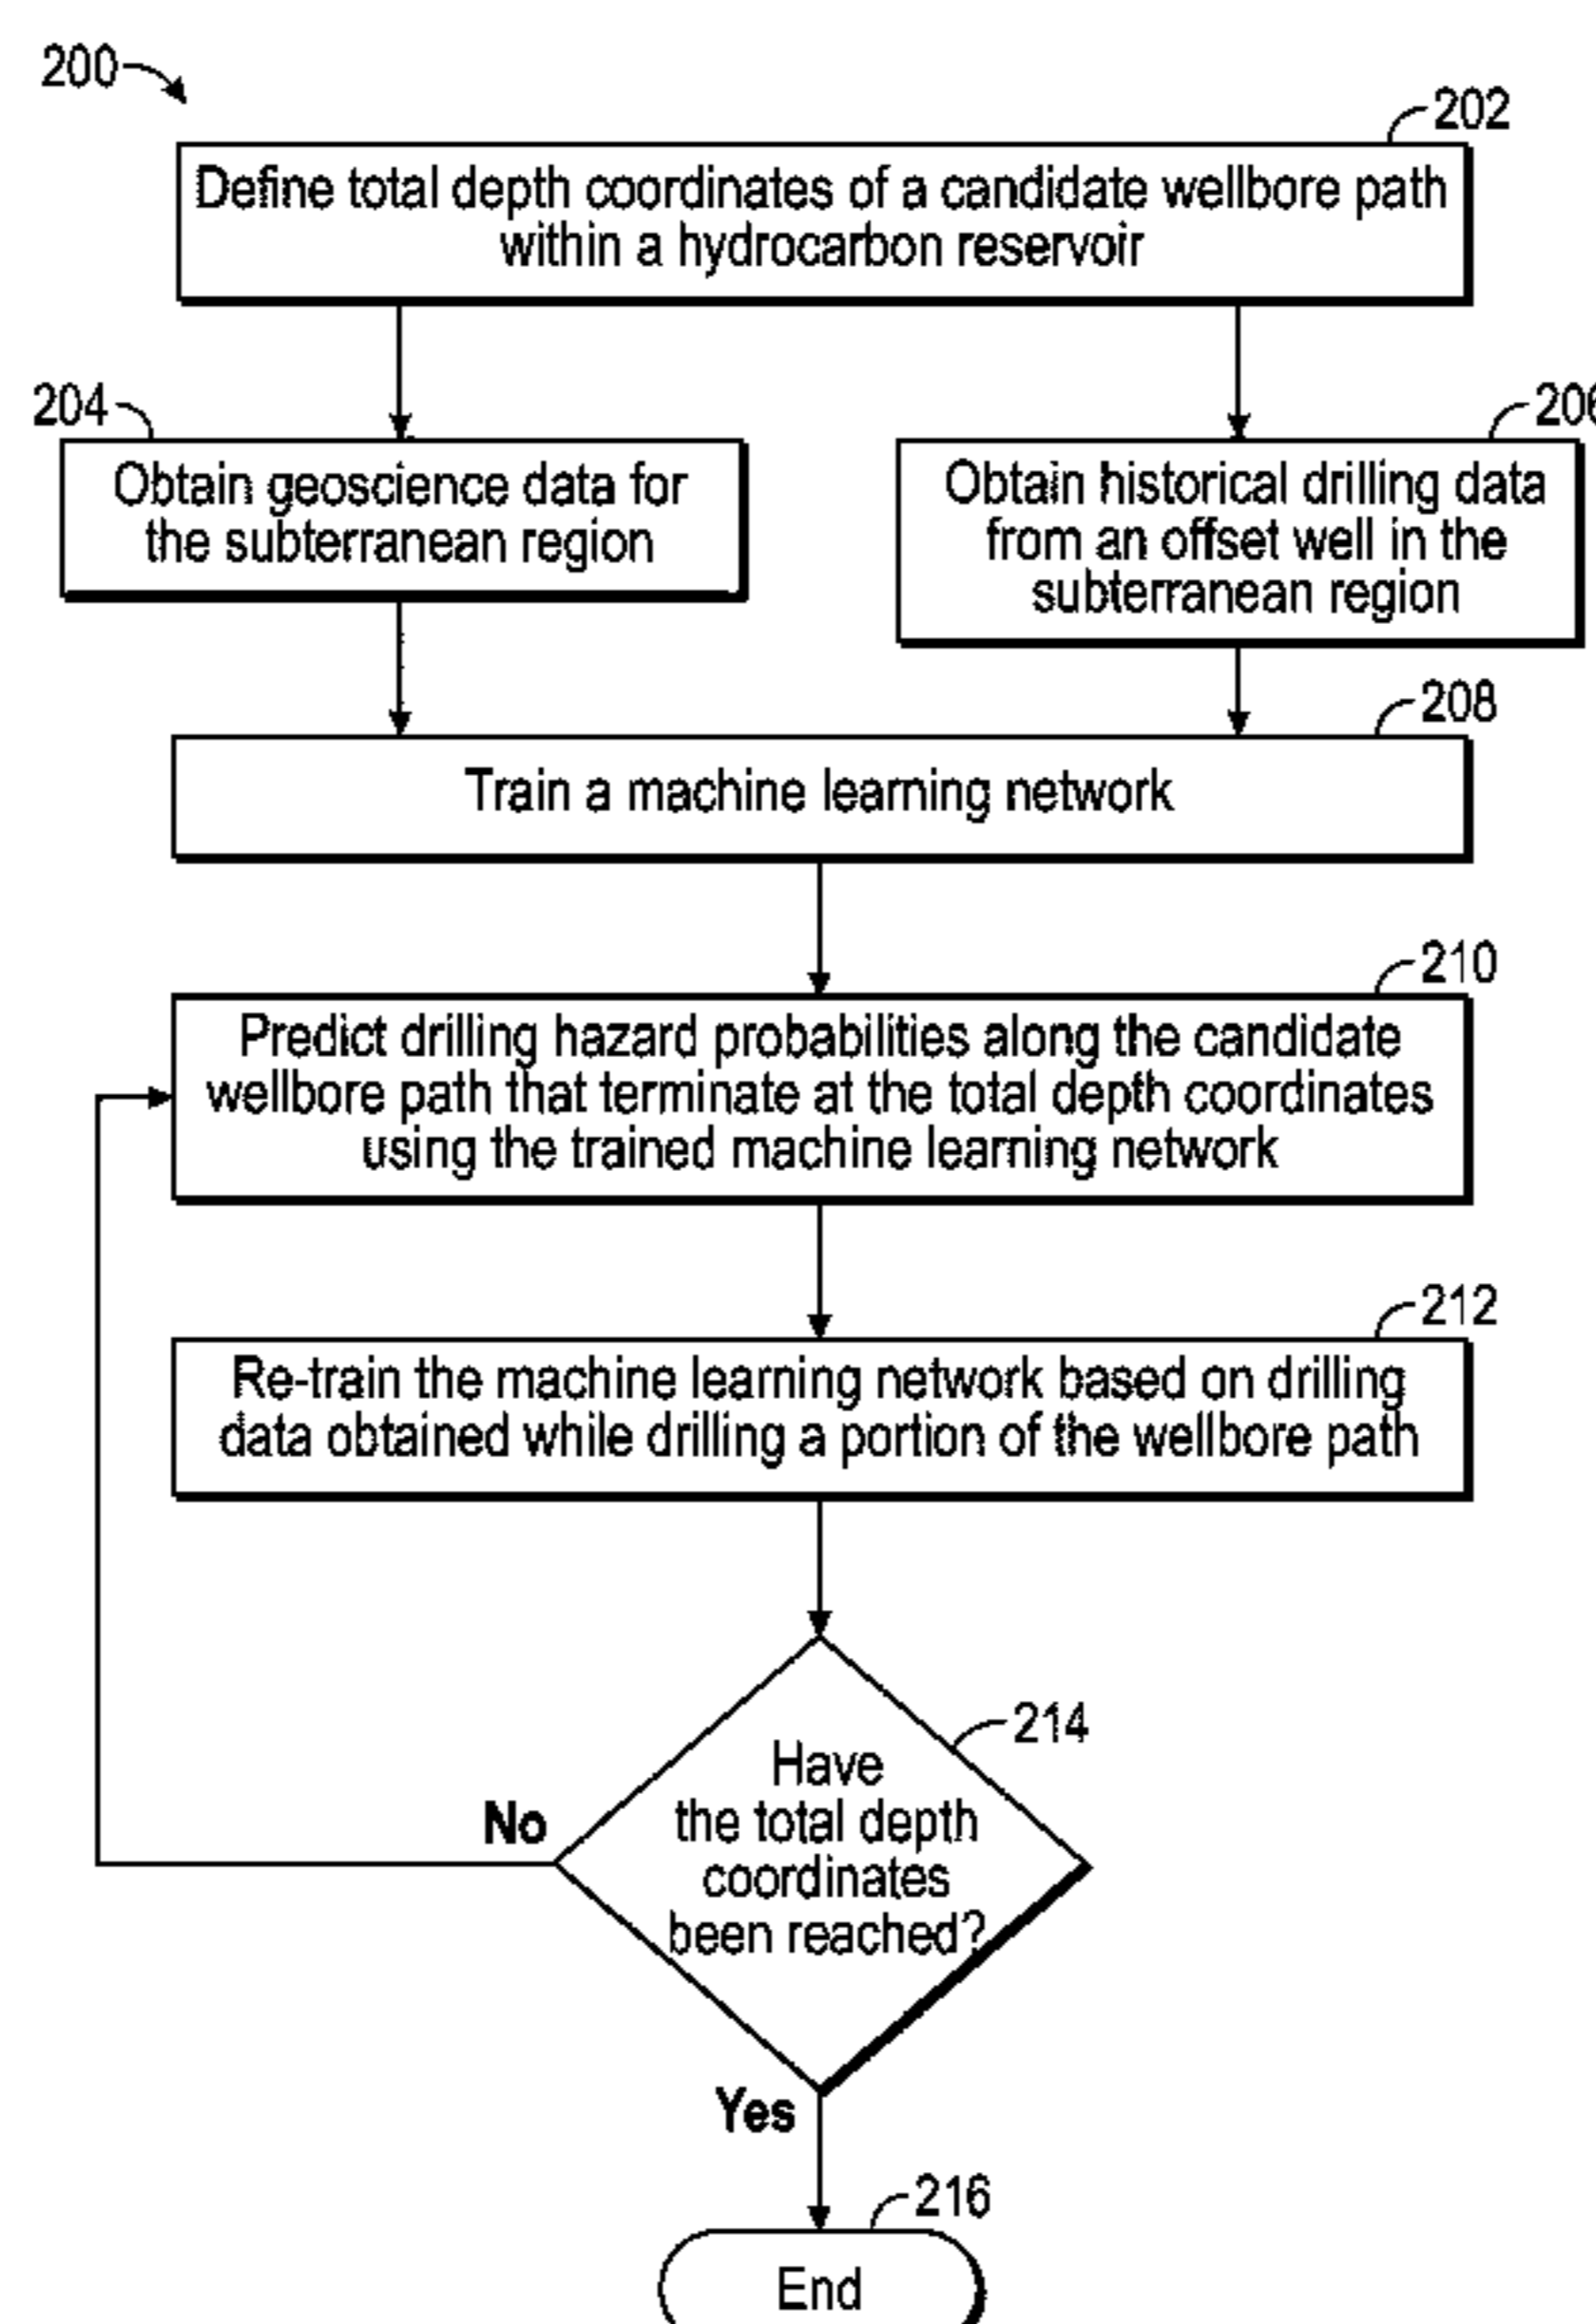 200
202
Define total depth coordinates of a candidate wellbore path
within a hydrocarbon reservoir
204
Obtain geoscience data for
the subterranean region
206
Obtain historical drilling data
from an offset well in the
subterranean region
208
Train a machine learning network
210
Predict drilling hazard probabilities along the candidate
wellbore path that terminate at the total depth coordinates
using the trained machine learning network
212
Re-train the machine learning network based on drilling
data obtained while drilling a portion of the wellbore path
214
Have
the total depth
coordinates
been reached?
No
Yes
216
End